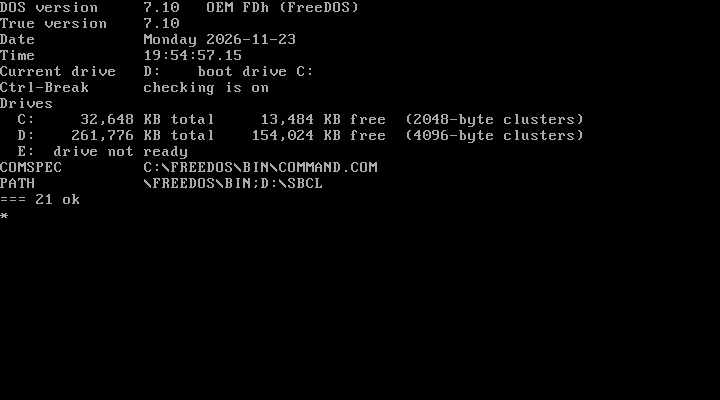 DOS version     7.10   OEM FDh (FreeDOS)
True version    7.10
Date            Monday 2026-11-23
Time            19:54:57.15
Current drive   D:    boot drive C:
Ctrl-Break      checking is on
Drives
  C:     32,648 KB total     13,484 KB free  (2048-byte clusters)
  D:    261,776 KB total    154,024 KB free  (4096-byte clusters)
  E:  drive not ready
COMSPEC         C:\FREEDOS\BIN\COMMAND.COM
PATH            \FREEDOS\BIN;D:\SBCL
=== 21 ok
*